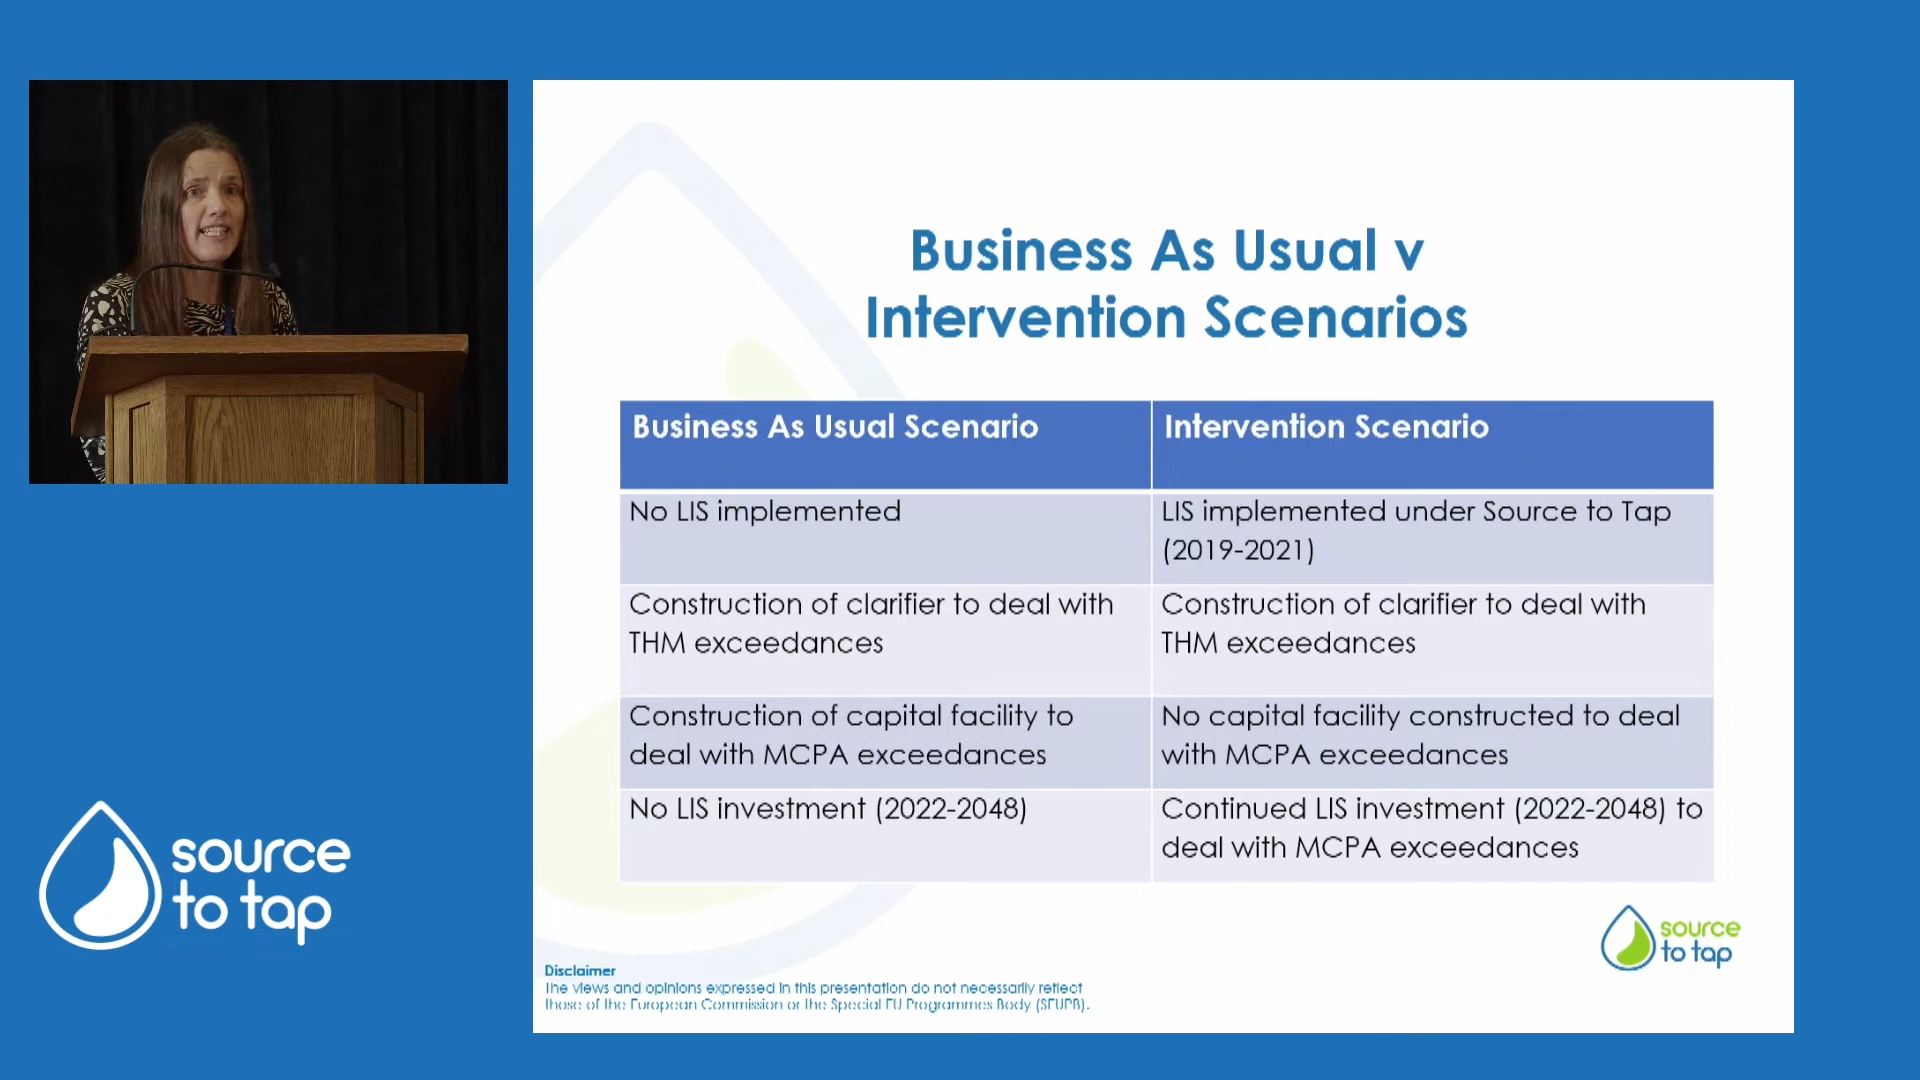 Business As Usual v
Intervention Scenarios
Business As Usual Scenario
Intervention Scenario
No LIS implemented
LIS implemented under Source to Tap
(2019-2021)
Construction of clarifier to deal with
THM exceedances
Construction of clarifier to deal with
THM exceedances
Construction of capital facility to
deal with MCPA exceedances
No capital facility constructed to deal
with MCPA exceedances
No LIS investment (2022-2048)
Continued LIS investment (2022-2048) to
deal with MCPA exceedances
source
to tap
source
to tap
Disclaimer
The views and opinions expressed in this presentation do not necessarily reflect
those of the European Commission or the Special EU Programmes Body (SEUPB).